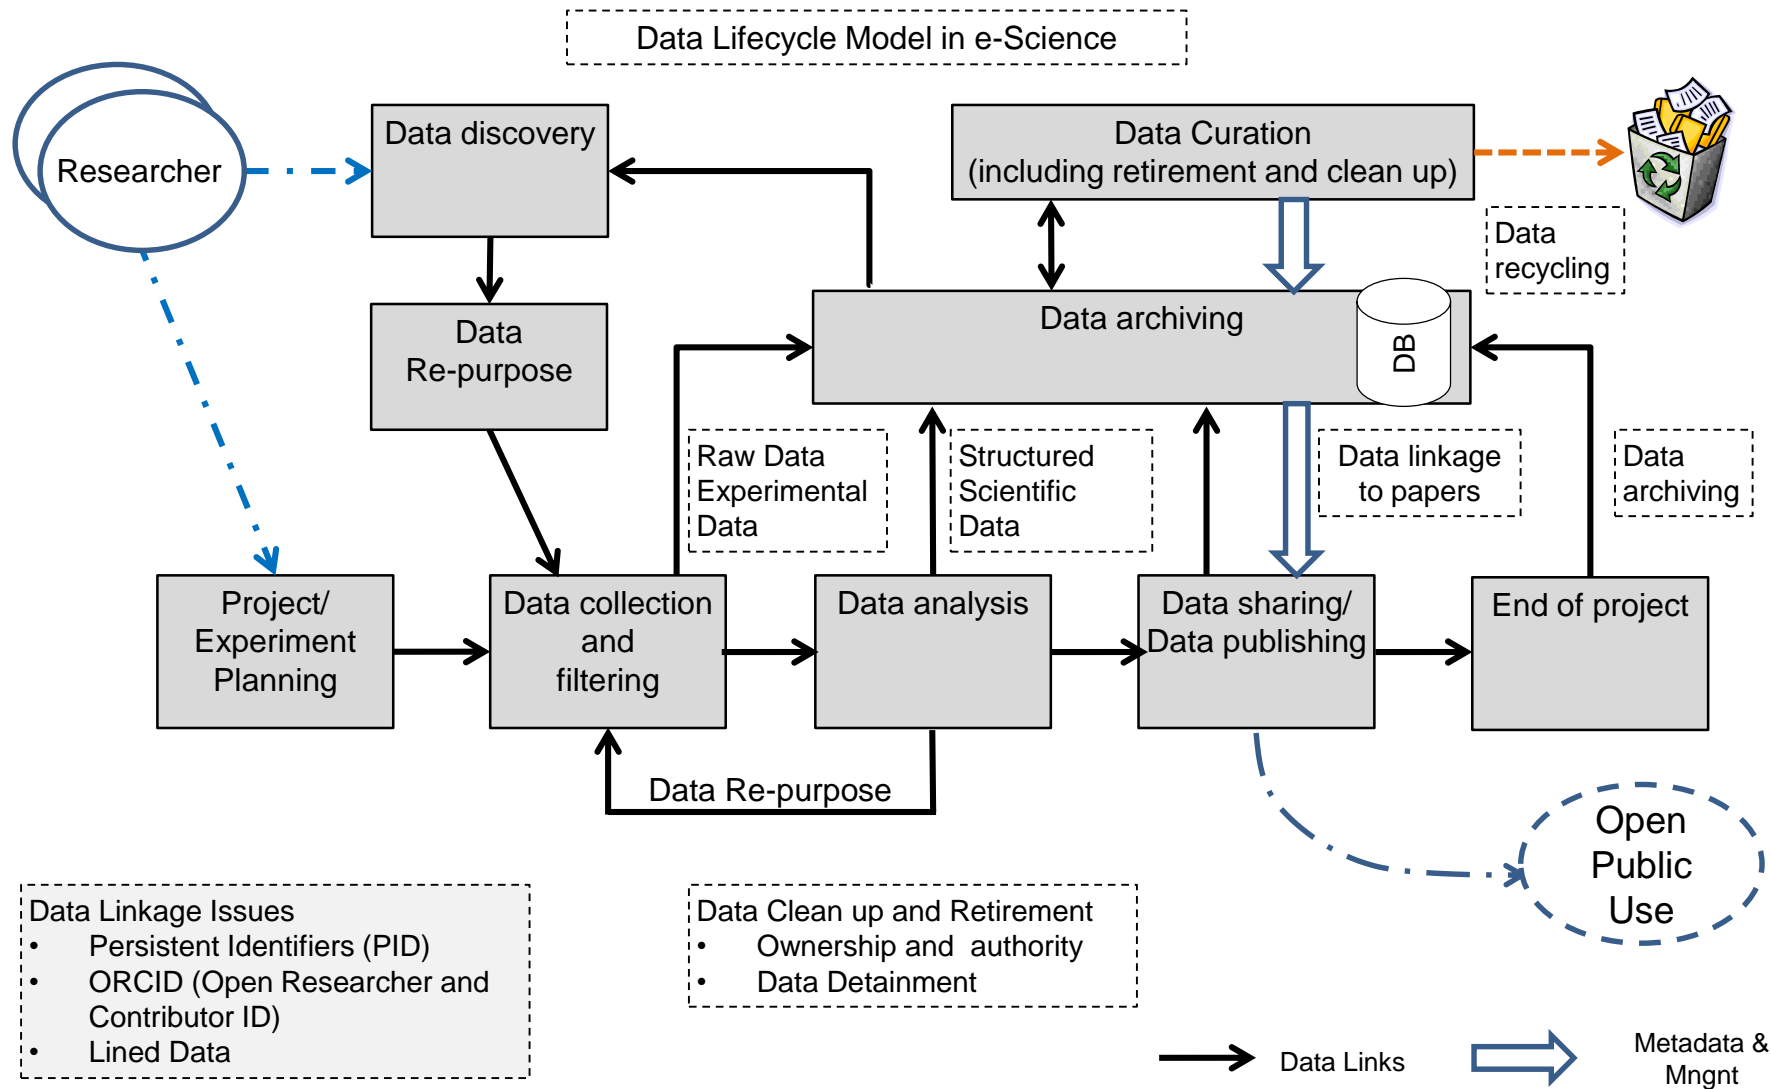 Data Lifecycle Model in e-Science
Researcher
Data discovery
Data Curation
(including retirement and clean up)
Data
recycling
Data
Re-purpose
Data archiving
DB
Raw Data
Experimental
Data
Structured
Scientific
Data
Data linkage
to papers
Data
archiving
Project/
Experiment
Planning
Data collection
and
filtering
Data analysis
Data sharing/
Data publishing
End of project
Data Re-purpose
Open
Public
Use
Data Linkage Issues
• Persistent Identifiers (PID)
• ORCID (Open Researcher and
Contributor ID)
• Lined Data
Data Clean up and Retirement
• Ownership and authority
• Data Detainment
Data Links
Metadata &
Mngnt